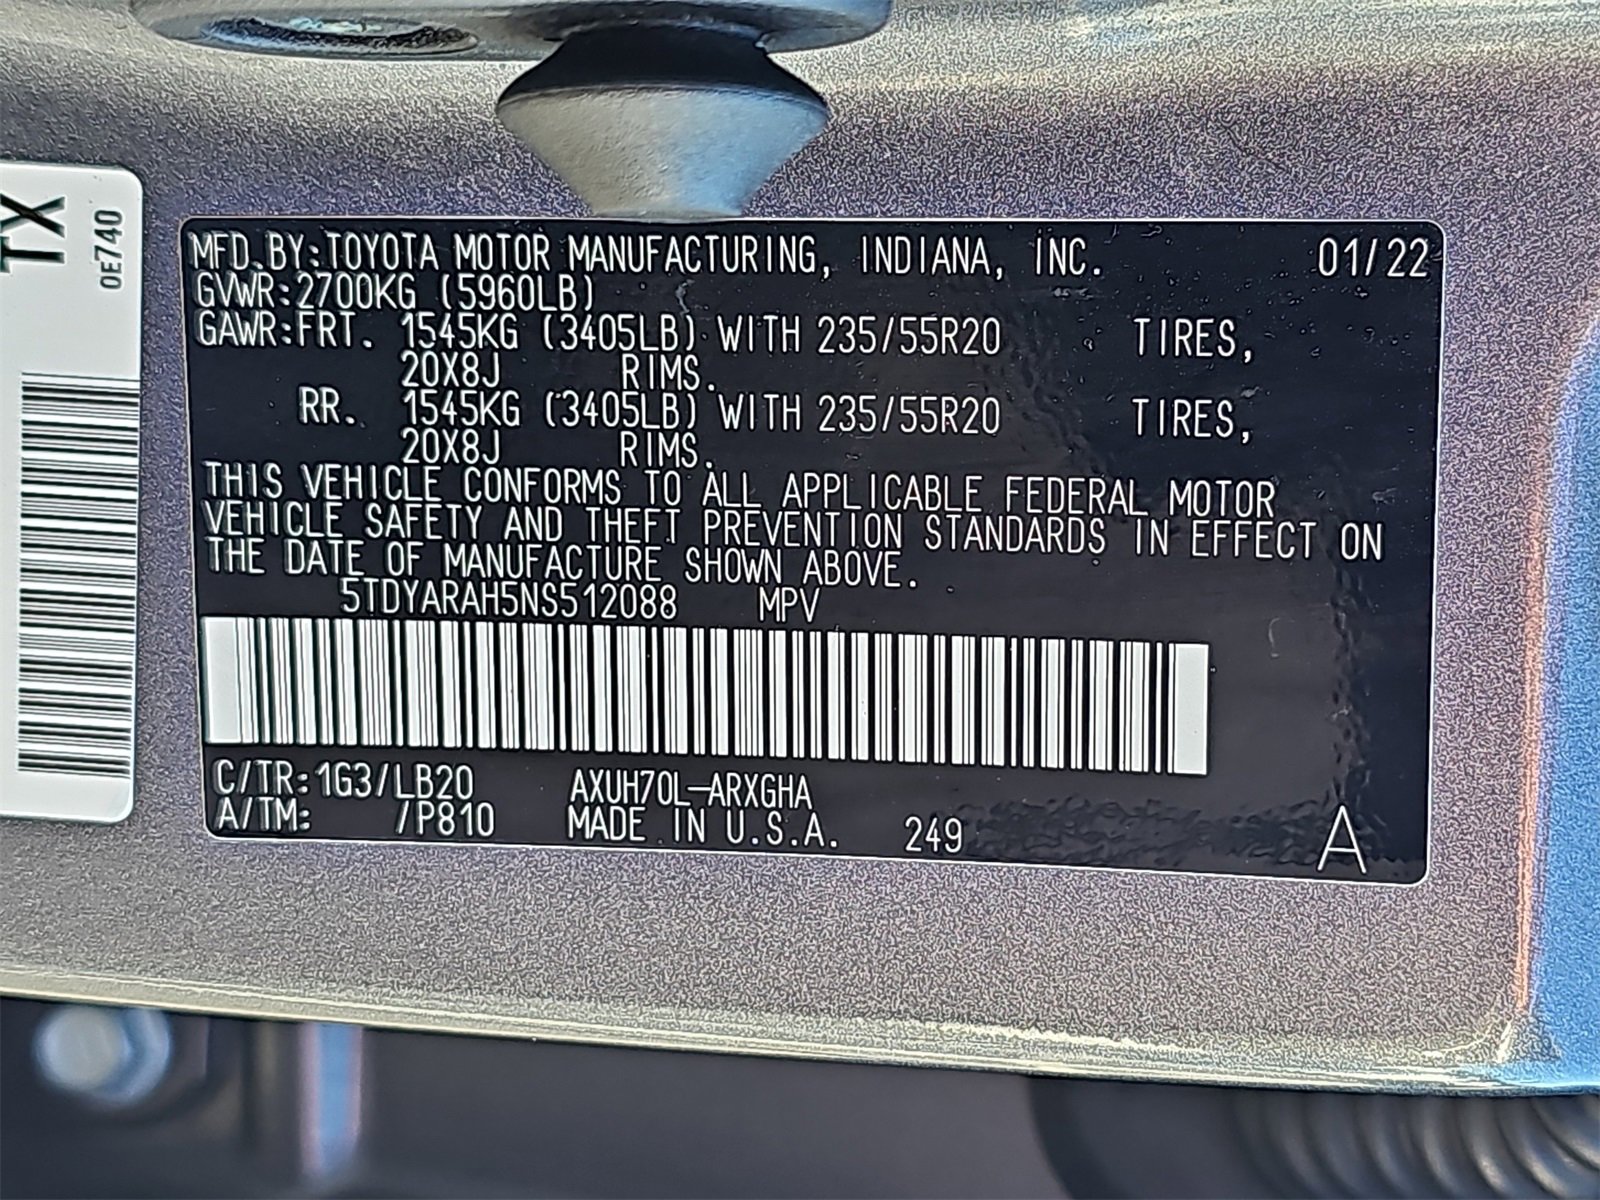 TX
0E740
MFD.BY:TOYOTA MOTOR MANUFACTURING, INDIANA, INC. 01/22
GVWR:2700KG (5960LB)
GAWR:FRT. 1545KG (3405LB) WITH 235/55R20 TIRES,
20X8J RIMS.
RR. 1545KG (3405LB) WITH 235/55R20 TIRES,
20X8J RIMS.
THIS VEHICLE CONFORMS TO ALL APPLICABLE FEDERAL MOTOR
VEHICLE SAFETY AND THEFT PREVENTION STANDARDS IN EFFECT ON
THE DATE OF MANUFACTURE SHOWN ABOVE.
5TDYARAH5NS512088 MPV
C/TR:1G3/LB20 AXUH70L-ARXGHA
A/TM: /P810 MADE IN U.S.A. 249 A